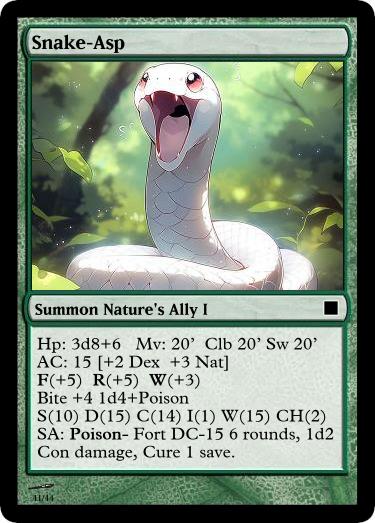 Snake-Asp
Summon Nature's Ally I
Hp: 3d8+6 Mv: 20' Clb 20' Sw 20'
AC: 15 [+2 Dex +3 Nat]
F(+5) R(+5) W(+3)
Bite +4 1d4+Poison
S(10) D(15) C(14) I(1) W(15) CH(2)
SA: Poison- Fort DC-15 6 rounds, 1d2
Con damage, Cure 1 save.
11/44